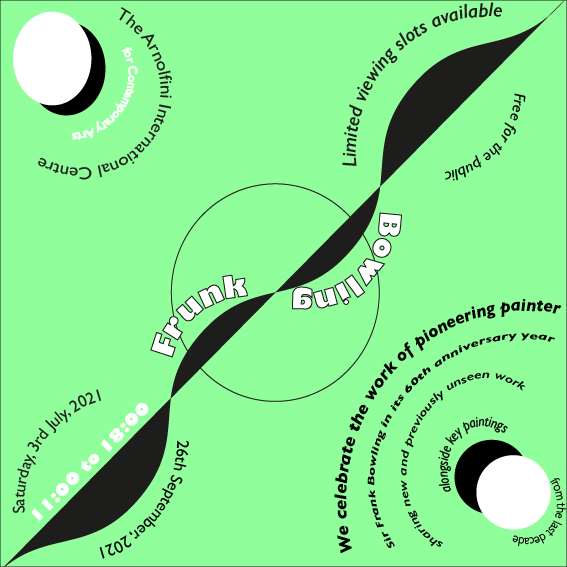 The Arnolfini International Centre
for Contemporary Arts
Limited viewing slots available
Free for the public
Frunk
Bowling
Saturday, 3rd July, 2021
11:00 to 18:00
26th September, 2021
We celebrate the work of pioneering painter
Sir Frank Bowling in its 60th anniversary year
sharing new and previously unseen work
alongside key paintings
from the last decade